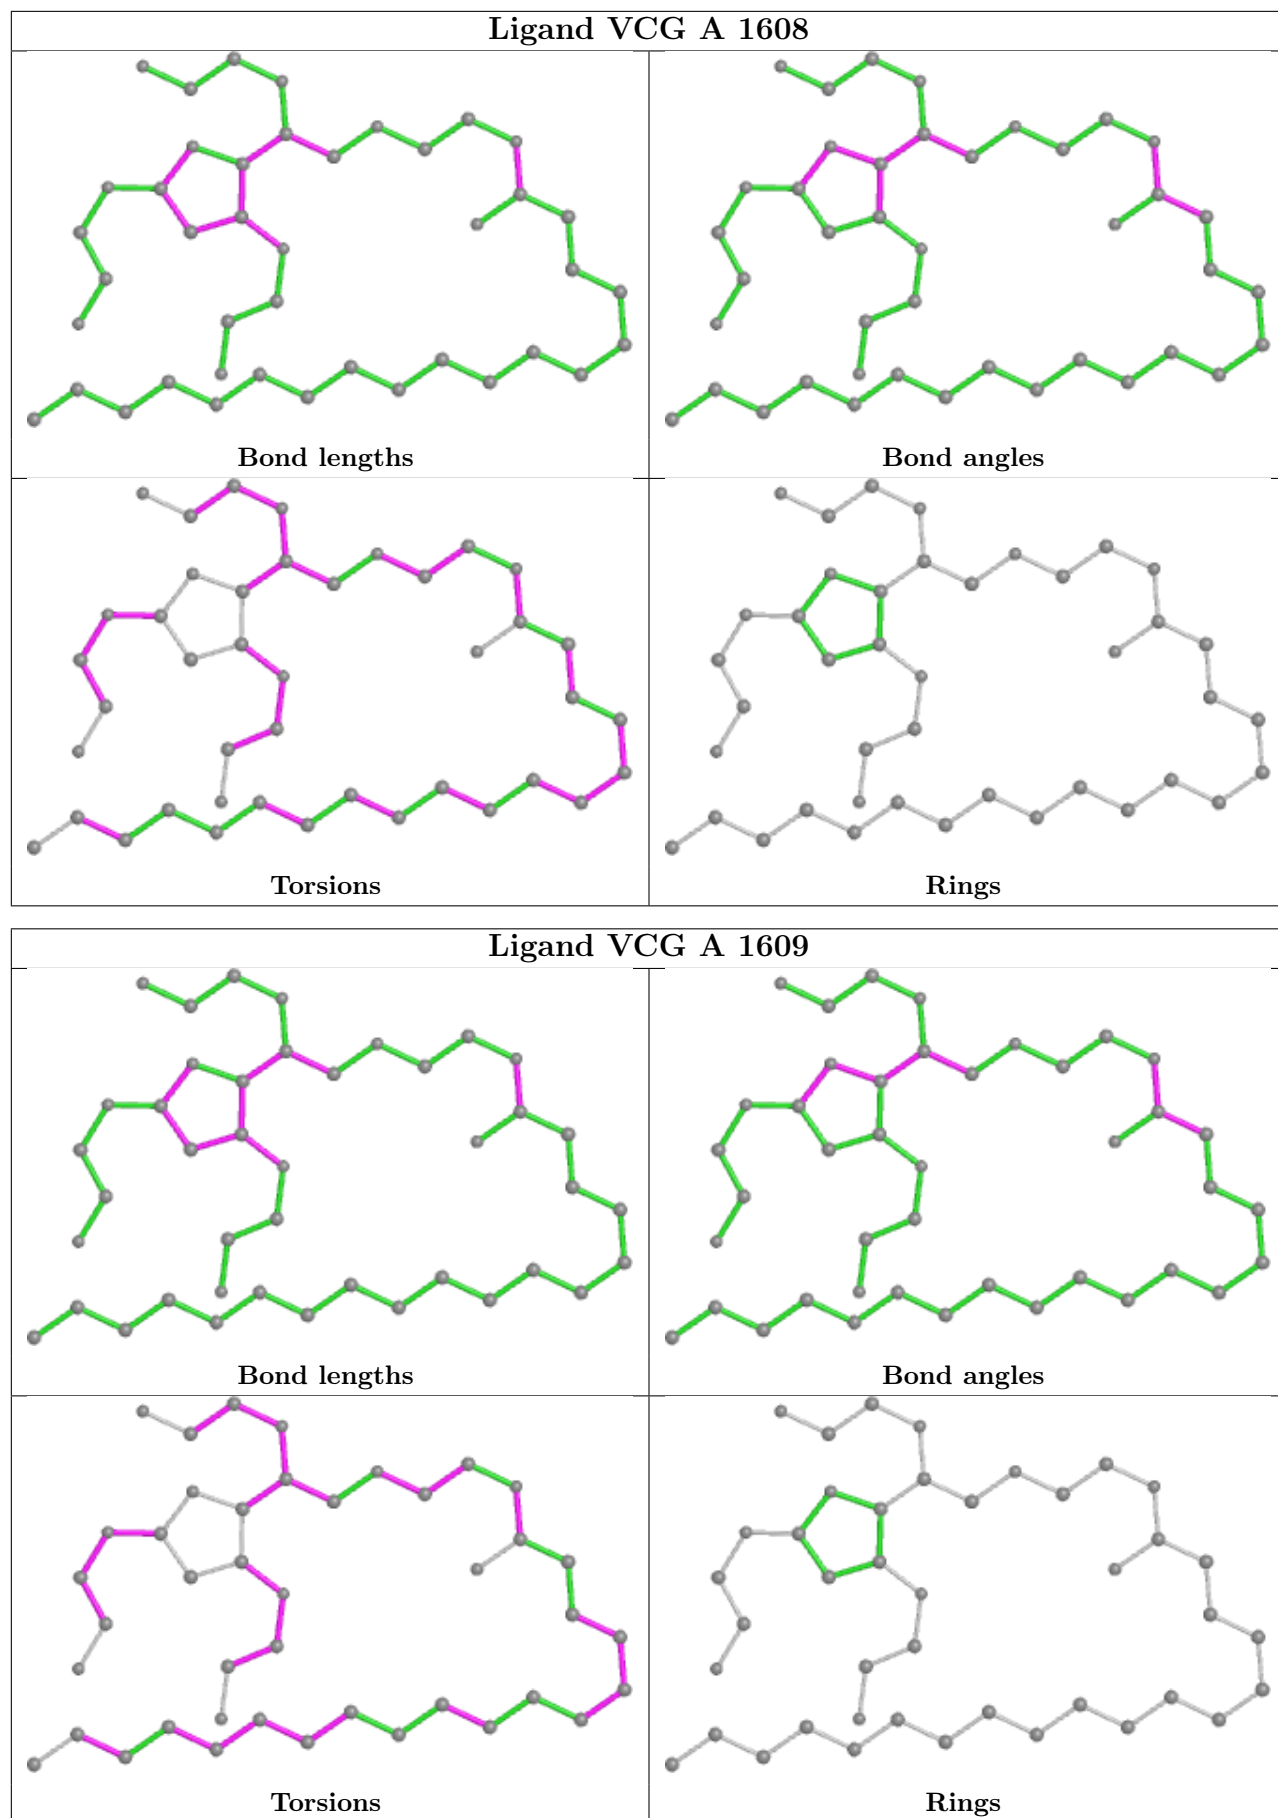 Ligand VCG A 1608
Bond lengths
Bond angles
Torsions
Rings
Ligand VCG A 1609
Bond lengths
Bond angles
Torsions
Rings